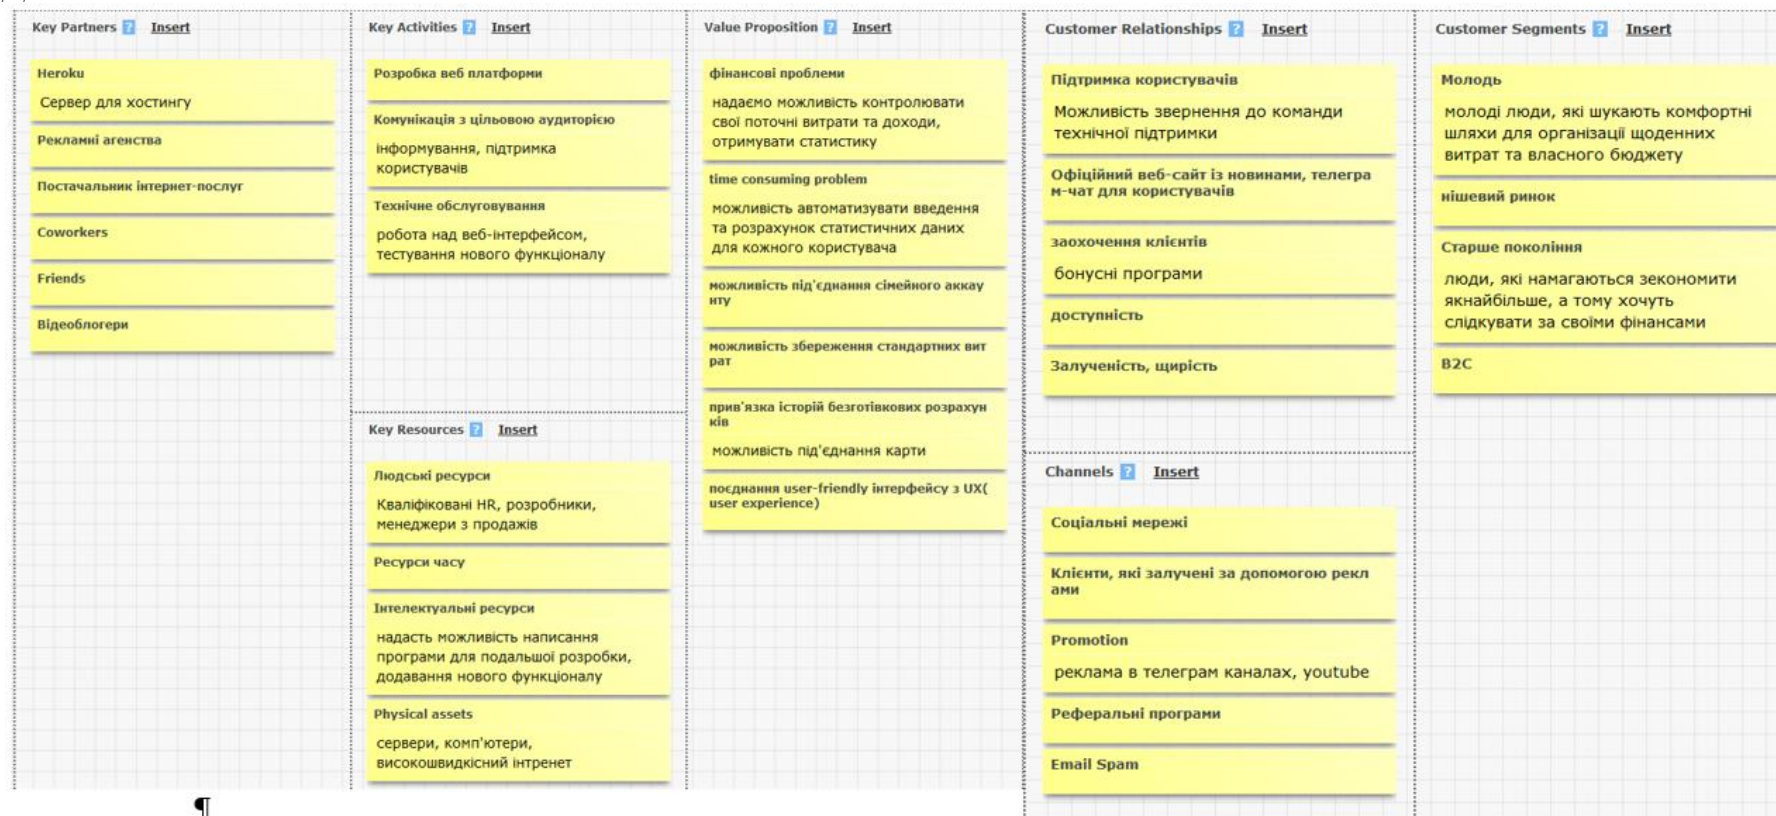 Key Partners ? Insert
Heroku
Сервер для хостингу
Рекламні агенства
Постачальник інтернет-послуг
Coworkers
Friends
Відеоблогери
Key Activities ? Insert
Розробка веб платформи
Комунікація з цільовою аудиторією
інформування, підтримка
користувачів
Технічне обслуговування
робота над веб-інтерфейсом,
тестування нового функціоналу
Key Resources ? Insert
Людські ресурси
Кваліфіковані HR, розробники,
менеджери з продажів
Ресурси часу
Інтелектуальні ресурси
надасть можливість написання
програми для подальшої розробки,
додавання нового функціоналу
Physical assets
сервери, комп'ютери,
високошвидкісний інтренет
Value Proposition ? Insert
фінансові проблеми
надаємо можливість контролювати
свої поточні витрати та доходи,
отримувати статистику
time consuming problem
можливість автоматизувати введення
та розрахунок статистичних даних
для кожного користувача
можливість під'єднання сімейного аккау
нту
можливість збереження стандартних вит
рат
прив'язка історій безготівкових розрахун
ків
можливість під'єднання карти
поєднання user-friendly інтерфейсу з UX(
user experience)
Customer Relationships ? Insert
Підтримка користувачів
Можливість звернення до команди
технічної підтримки
Офіційний веб-сайт із новинами, телегра
м-чат для користувачів
заохочення клієнтів
бонусні програми
доступність
Залученість, щирість
Channels ? Insert
Соціальні мережі
Клієнти, які залучені за допомогою рекл
ами
Promotion
реклама в телеграм каналах, youtube
Реферальні програми
Email Spam
Customer Segments ? Insert
Молодь
молоді люди, які шукають комфортні
шляхи для організації щоденних
витрат та власного бюджету
нішевий ринок
Старше покоління
люди, які намагаються зекономити
якнайбільше, а тому хочуть
слідкувати за своїми фінансами
B2C
¶